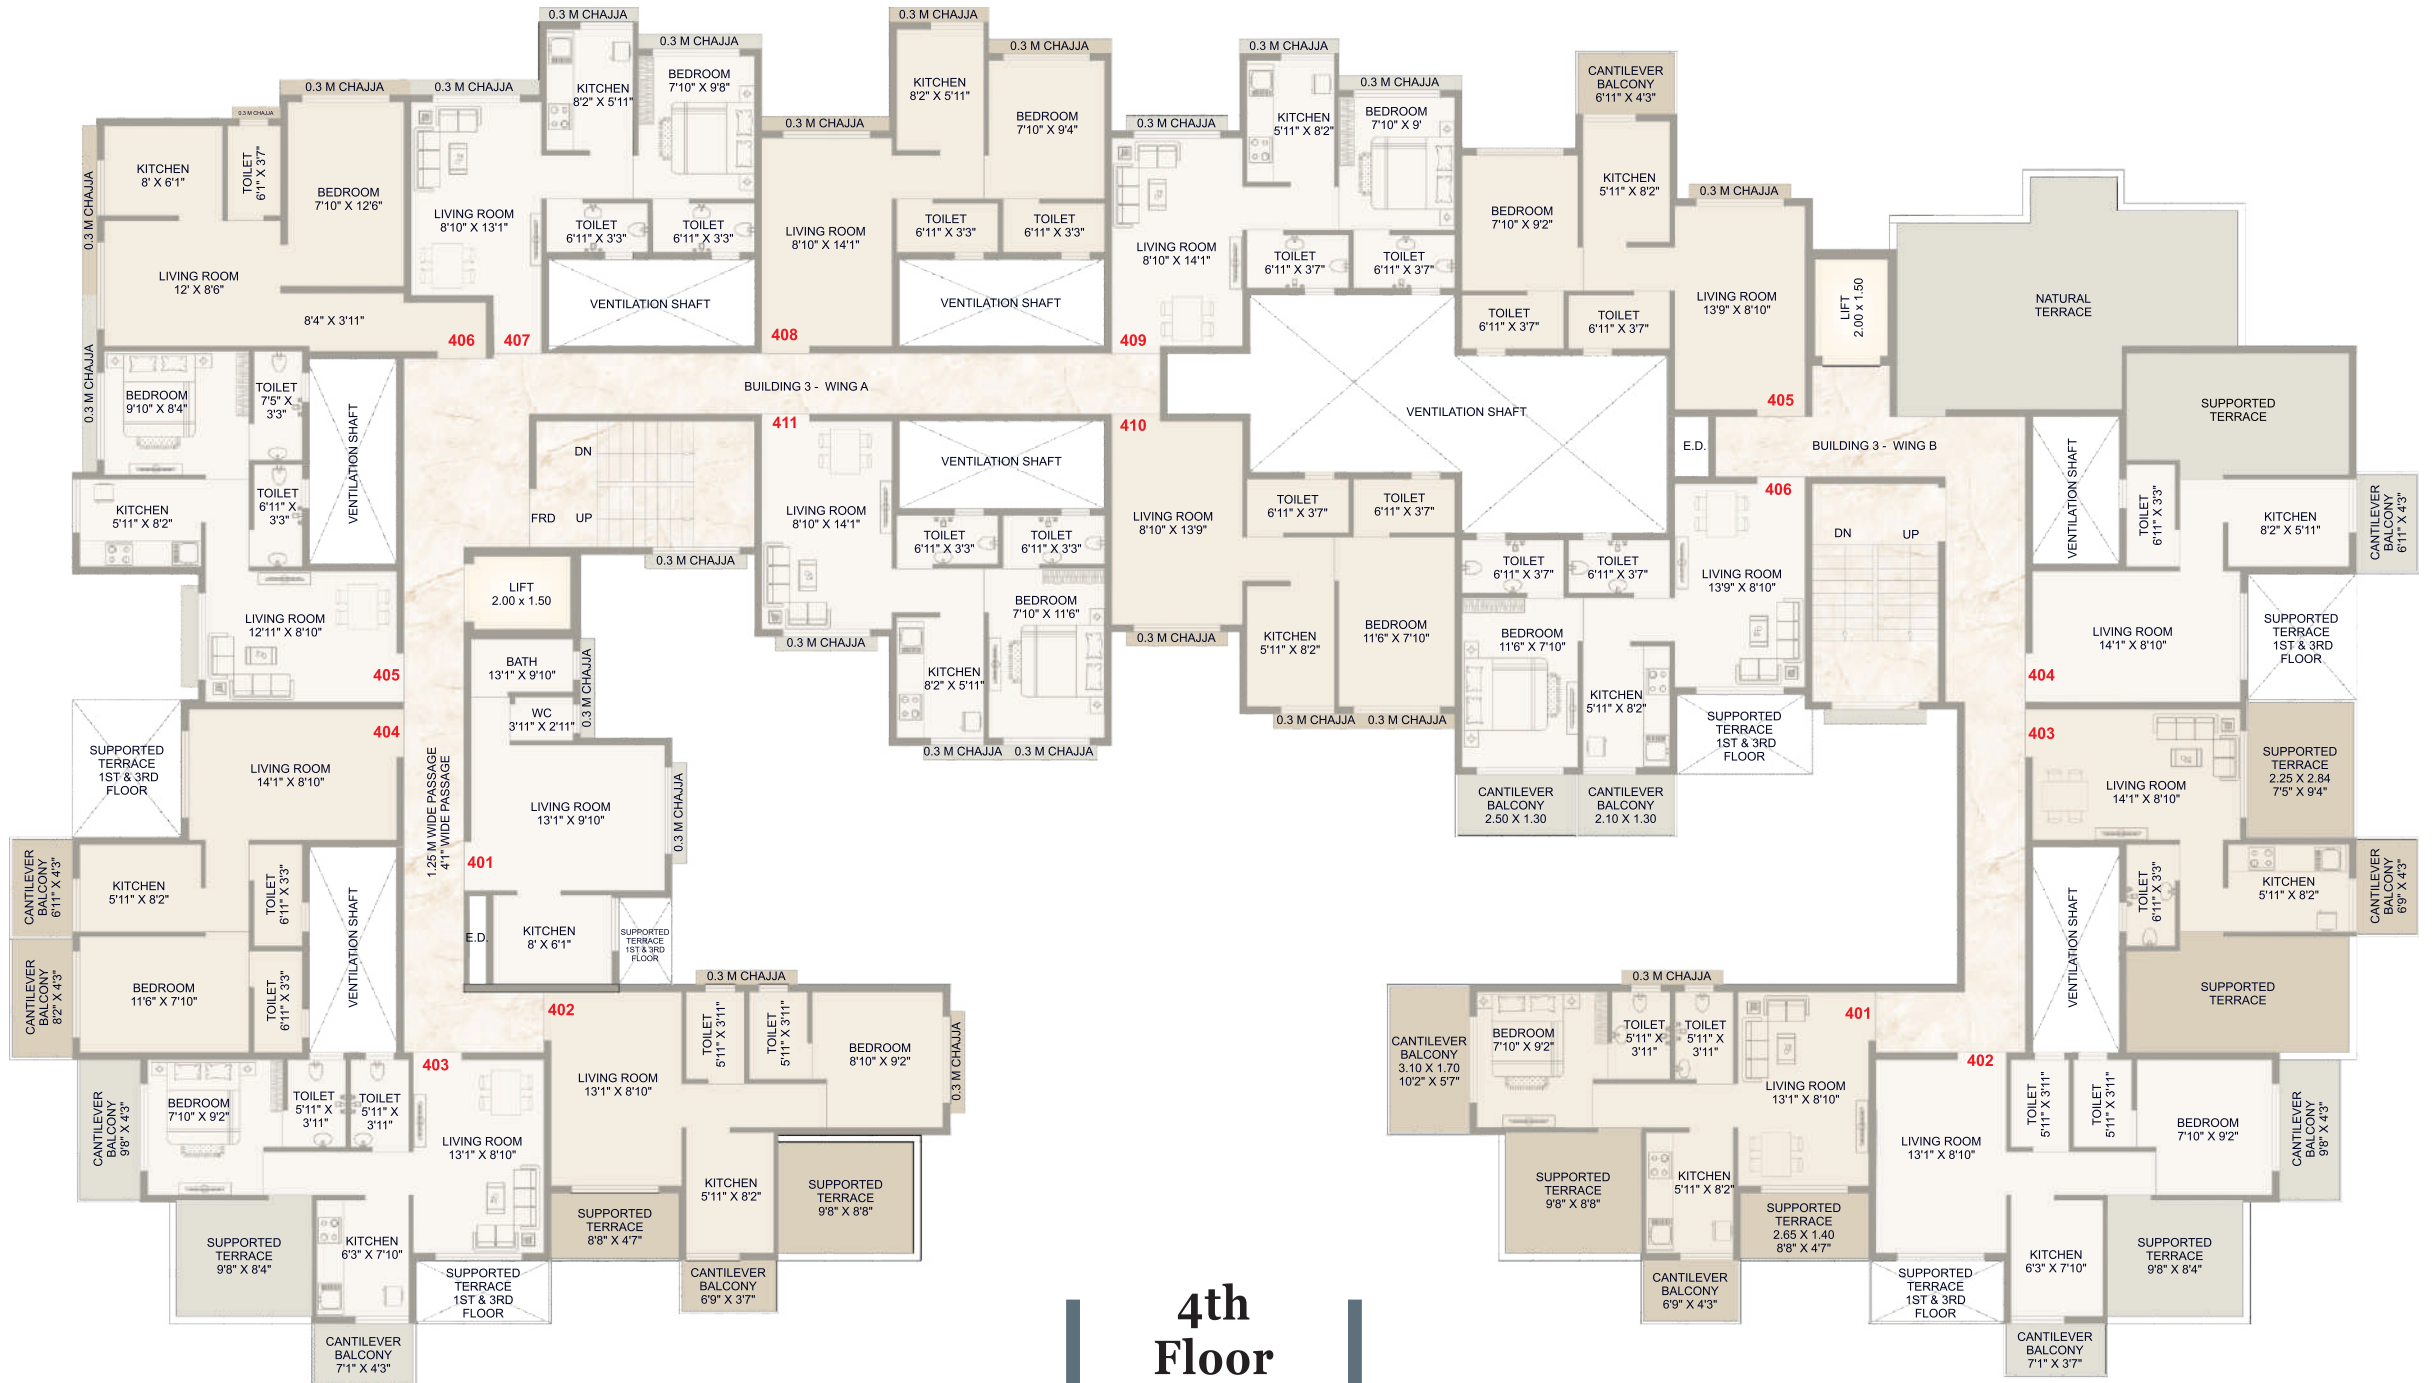 0.3 M CHAJJA
KITCHEN
8'2" X 5'11"
0.3 M CHAJJA
BEDROOM
7'10" X 9'8"
0.3 M CHAJJA
KITCHEN
8'2" X 5'11"
0.3 M CHAJJA
BEDROOM
7'10" X 9'4"
0.3 M CHAJJA
KITCHEN
5'11" X 8'2"
0.3 M CHAJJA
BEDROOM
7'10" X 9'
CANTILEVER
BALCONY
6'11" X 4'3"
KITCHEN
5'11" X 8'2"
0.3 M CHAJJA
0.3 M CHAJJA
0.3 M CHAJJA
0.3 M CHAJJA
KITCHEN
8' X 6'1"
TOILET
6'1" X 3'7"
BEDROOM
7'10" X 12'6"
LIVING ROOM
12' X 8'6"
8'4" X 3'11"
406
0.3 M CHAJJA
LIVING ROOM
8'10" X 13'1"
TOILET
6'11" X 3'3"
TOILET
6'11" X 3'3"
VENTILATION SHAFT
407
0.3 M CHAJJA
LIVING ROOM
8'10" X 14'1"
TOILET
6'11" X 3'3"
TOILET
6'11" X 3'3"
VENTILATION SHAFT
408
0.3 M CHAJJA
LIVING ROOM
8'10" X 14'1"
TOILET
6'11" X 3'7"
TOILET
6'11" X 3'7"
409
BEDROOM
7'10" X 9'2"
TOILET
6'11" X 3'7"
TOILET
6'11" X 3'7"
0.3 M CHAJJA
LIVING ROOM
13'9" X 8'10"
405
LIFT
2.00 x 1.50
NATURAL
TERRACE
SUPPORTED
TERRACE
0.3 M CHAJJA
BEDROOM
9'10" X 8'4"
TOILET
7'5" X
3'3"
VENTILATION SHAFT
KITCHEN
5'11" X 8'2"
TOILET
6'11" X
3'3"
LIVING ROOM
12'11" X 8'10"
405
BUILDING 3 - WING A
DN
FRD
UP
0.3 M CHAJJA
LIFT
2.00 x 1.50
411
VENTILATION SHAFT
LIVING ROOM
8'10" X 14'1"
TOILET
6'11" X 3'3"
TOILET
6'11" X 3'3"
0.3 M CHAJJA
KITCHEN
8'2" X 5'11"
BEDROOM
7'10" X 11'6"
0.3 M CHAJJA
0.3 M CHAJJA
410
LIVING ROOM
8'10" X 13'9"
TOILET
6'11" X 3'7"
TOILET
6'11" X 3'7"
0.3 M CHAJJA
KITCHEN
5'11" X 8'2"
BEDROOM
11'6" X 7'10"
0.3 M CHAJJA
0.3 M CHAJJA
VENTILATION SHAFT
E.D.
BUILDING 3 - WING B
406
TOILET
6'11" X 3'7"
TOILET
6'11" X 3'7"
LIVING ROOM
13'9" X 8'10"
BEDROOM
11'6" X 7'10"
KITCHEN
5'11" X 8'2"
SUPPORTED
TERRACE
1ST & 3RD
FLOOR
CANTILEVER
BALCONY
2.50 X 1.30
CANTILEVER
BALCONY
2.10 X 1.30
DN
UP
VENTILATION SHAFT
TOILET
6'11" X 3'3"
KITCHEN
8'2" X 5'11"
CANTILEVER
BALCONY
6'11" X 4'3"
LIVING ROOM
14'1" X 8'10"
SUPPORTED
TERRACE
1ST & 3RD
FLOOR
404
403
LIVING ROOM
14'1" X 8'10"
SUPPORTED
TERRACE
2.25 X 2.84
7'5" X 9'4"
VENTILATION SHAFT
TOILET
6'11" X 3'3"
KITCHEN
5'11" X 8'2"
CANTILEVER
BALCONY
6'9" X 4'3"
SUPPORTED
TERRACE
BATH
13'1" X 9'10"
WC
3'11" X 2'11"
0.3 M CHAJJA
LIVING ROOM
13'1" X 9'10"
0.3 M CHAJJA
401
E.D.
KITCHEN
8' X 6'1"
SUPPORTED
TERRACE
1ST & 3RD
FLOOR
1.25 M WIDE PASSAGE
4'1" WIDE PASSAGE
404
SUPPORTED
TERRACE
1ST & 3RD
FLOOR
LIVING ROOM
14'1" X 8'10"
CANTILEVER
BALCONY
6'11" X 4'3"
KITCHEN
5'11" X 8'2"
TOILET
6'11" X 3'3"
VENTILATION SHAFT
CANTILEVER
BALCONY
8'2" X 4'3"
BEDROOM
11'6" X 7'10"
TOILET
6'11" X 3'3"
403
CANTILEVER
BALCONY
9'8" X 4'3"
BEDROOM
7'10" X 9'2"
TOILET
5'11" X
3'11"
TOILET
5'11" X
3'11"
LIVING ROOM
13'1" X 8'10"
SUPPORTED
TERRACE
9'8" X 8'4"
KITCHEN
6'3" X 7'10"
SUPPORTED
TERRACE
1ST & 3RD
FLOOR
CANTILEVER
BALCONY
7'1" X 4'3"
402
0.3 M CHAJJA
LIVING ROOM
13'1" X 8'10"
TOILET
5'11" X 3'11"
TOILET
5'11" X 3'11"
BEDROOM
8'10" X 9'2"
0.3 M CHAJJA
KITCHEN
5'11" X 8'2"
SUPPORTED
TERRACE
9'8" X 8'8"
SUPPORTED
TERRACE
8'8" X 4'7"
CANTILEVER
BALCONY
6'9" X 3'7"
0.3 M CHAJJA
CANTILEVER
BALCONY
3.10 X 1.70
10'2" X 5'7"
BEDROOM
7'10" X 9'2"
TOILET
5'11" X
3'11"
TOILET
5'11" X
3'11"
401
LIVING ROOM
13'1" X 8'10"
SUPPORTED
TERRACE
9'8" X 8'8"
KITCHEN
5'11" X 8'2"
SUPPORTED
TERRACE
2.65 X 1.40
8'8" X 4'7"
CANTILEVER
BALCONY
6'9" X 4'3"
402
LIVING ROOM
13'1" X 8'10"
TOILET
5'11" X 3'11"
TOILET
5'11" X 3'11"
BEDROOM
7'10" X 9'2"
CANTILEVER
BALCONY
9'8" X 4'3"
KITCHEN
6'3" X 7'10"
SUPPORTED
TERRACE
9'8" X 8'4"
SUPPORTED
TERRACE
1ST & 3RD
FLOOR
CANTILEVER
BALCONY
7'1" X 3'7"
4th
Floor